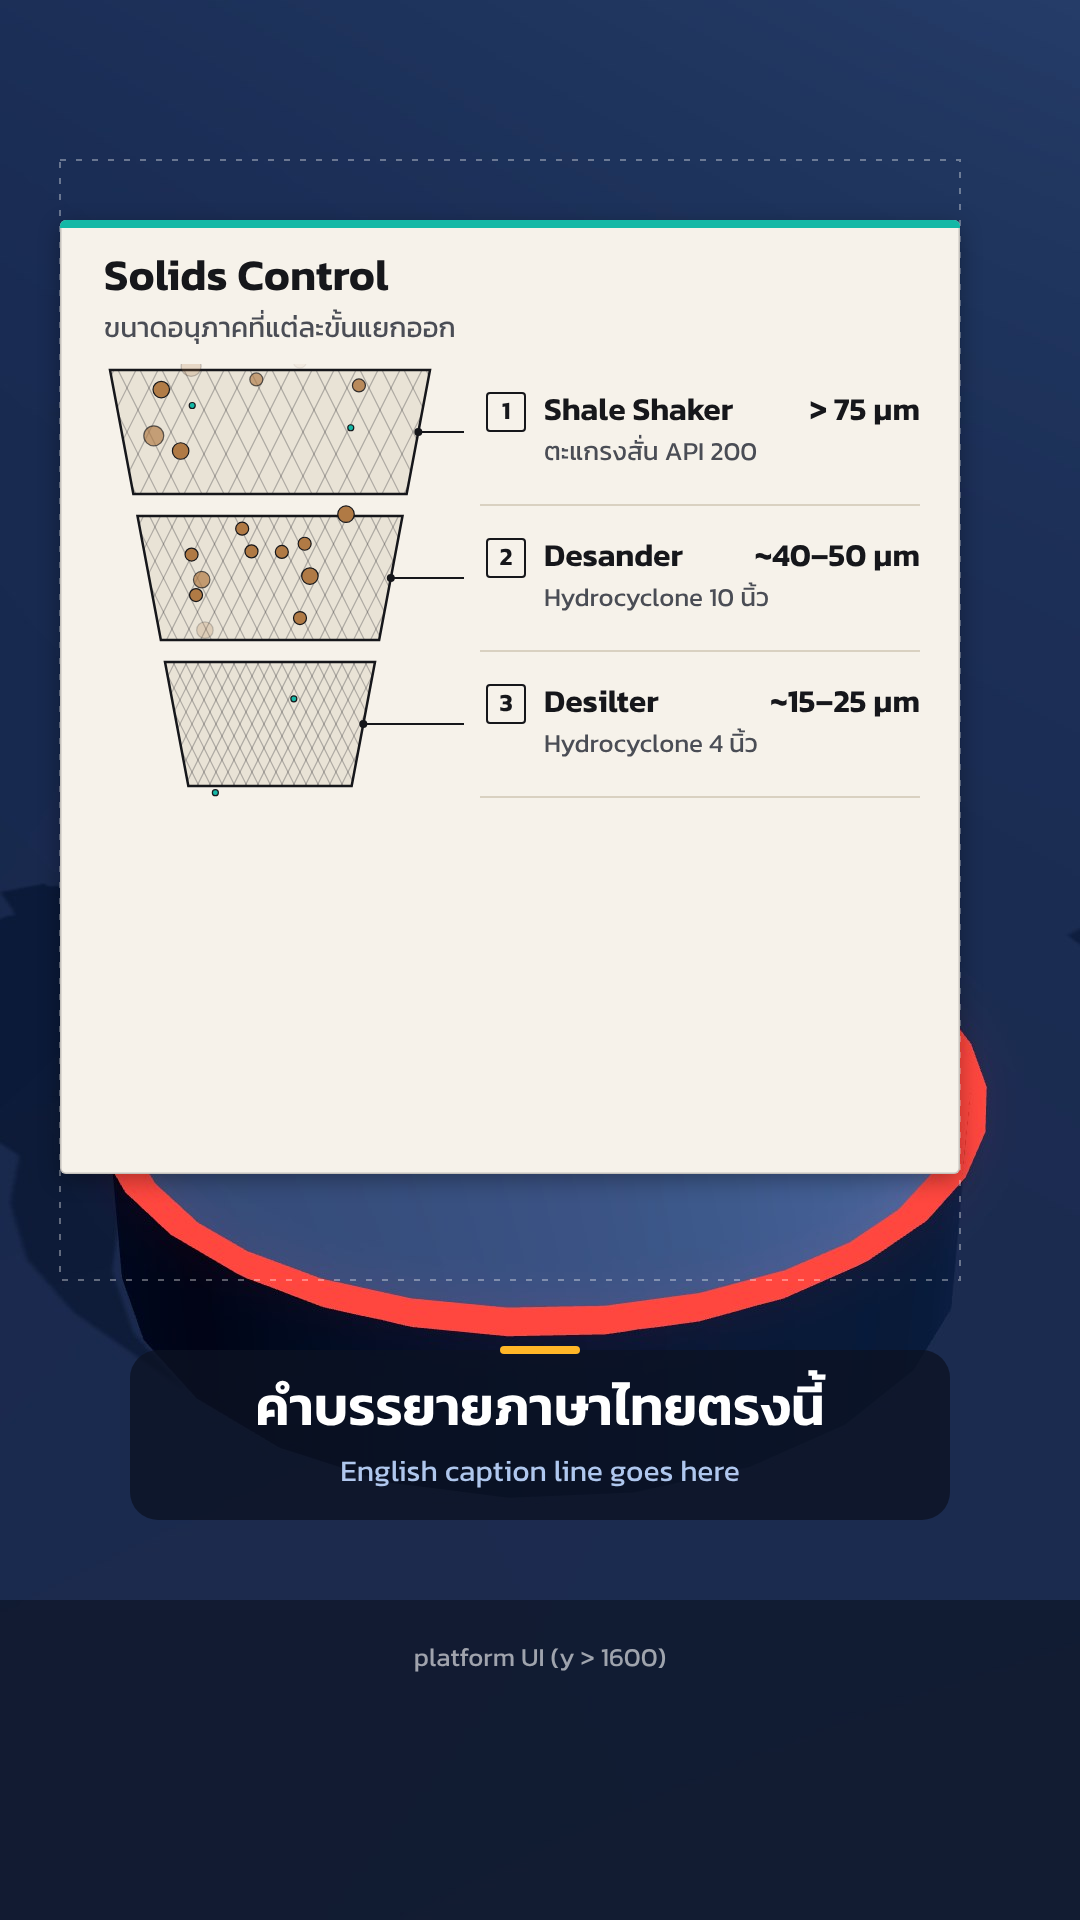 Solids Control
ขนาดอนุภาคที่แต่ละขั้นแยกออก
1 Shale Shaker > 75 µm
ตะแกรงสั่น API 200
2 Desander ~40–50 µm
Hydrocyclone 10 นิ้ว
3 Desilter ~15–25 µm
Hydrocyclone 4 นิ้ว
คำบรรยายภาษาไทยตรงนี้
English caption line goes here
platform UI (y > 1600)